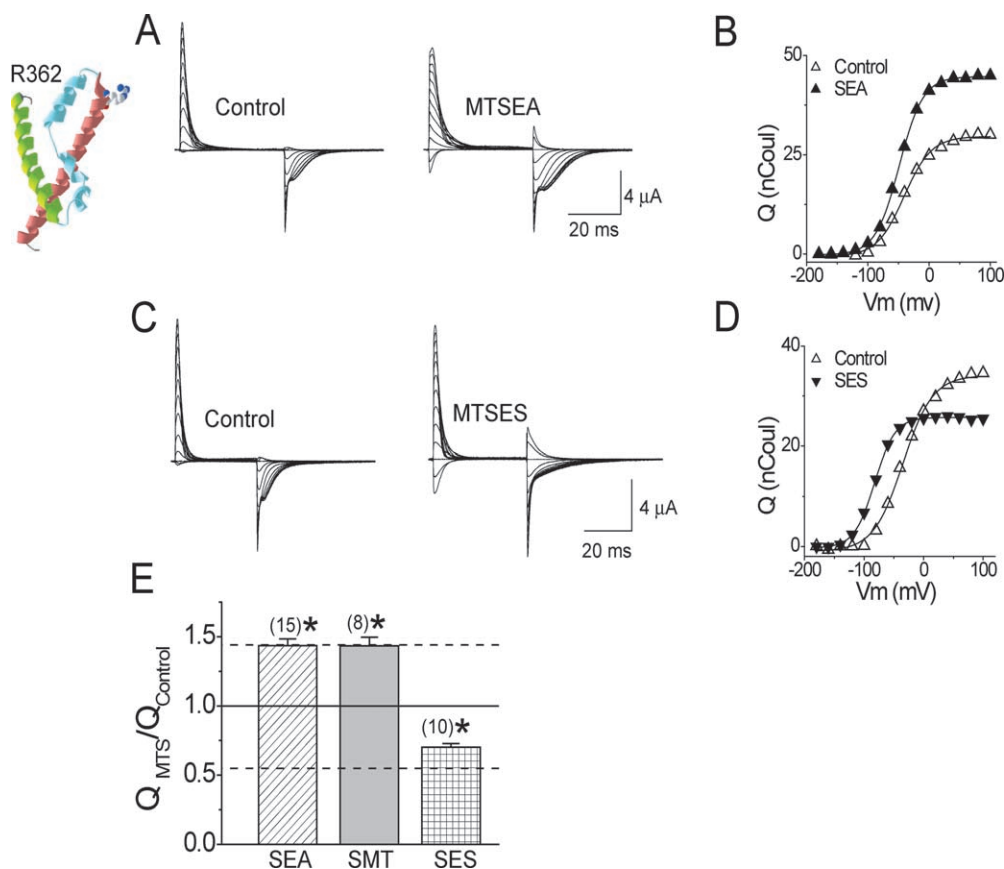 R362
A
Control
MTSEA
4 μA
20 ms
B
Control
SEA
50
25
0
Q (nCoul)
-200 -100 0 100
Vm (mv)
C
Control
MTSES
4 μA
20 ms
D
Control
SES
40
20
0
Q (nCoul)
-200 -100 0 100
Vm (mV)
E
Q MTS/QControl
1.5
1.0
0.5
0.0
(15)* (8)* (10)*
SEA SMT SES